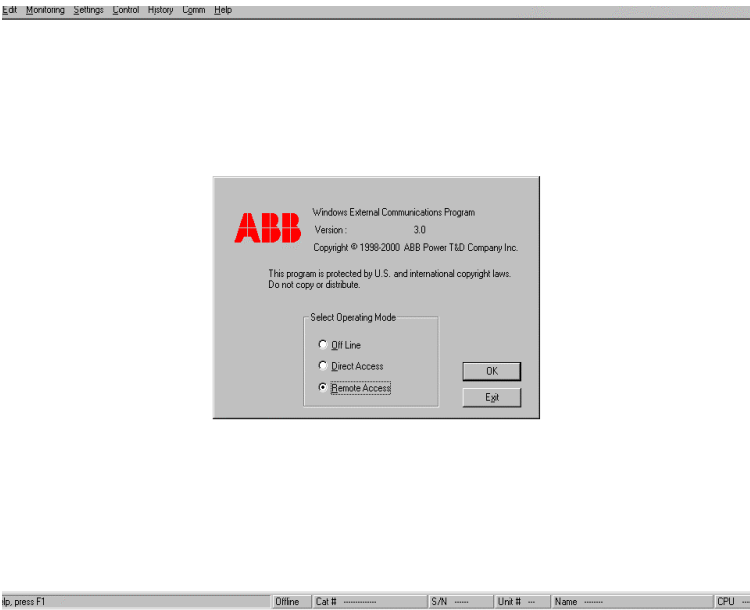 Edit Monitoring Settings Control History Comm Help
ABB
Windows External Communications Program
Version : 3.0
Copyright © 1998-2000 ABB Power T&D Company Inc.
This program is protected by U.S. and international copyright laws.
Do not copy or distribute.
Select Operating Mode
Off Line
Direct Access
Remote Access
OK
Exit
elp, press F1 Offline Cat # ------------- S/N ------ Unit # --- Name -------- CPU ---